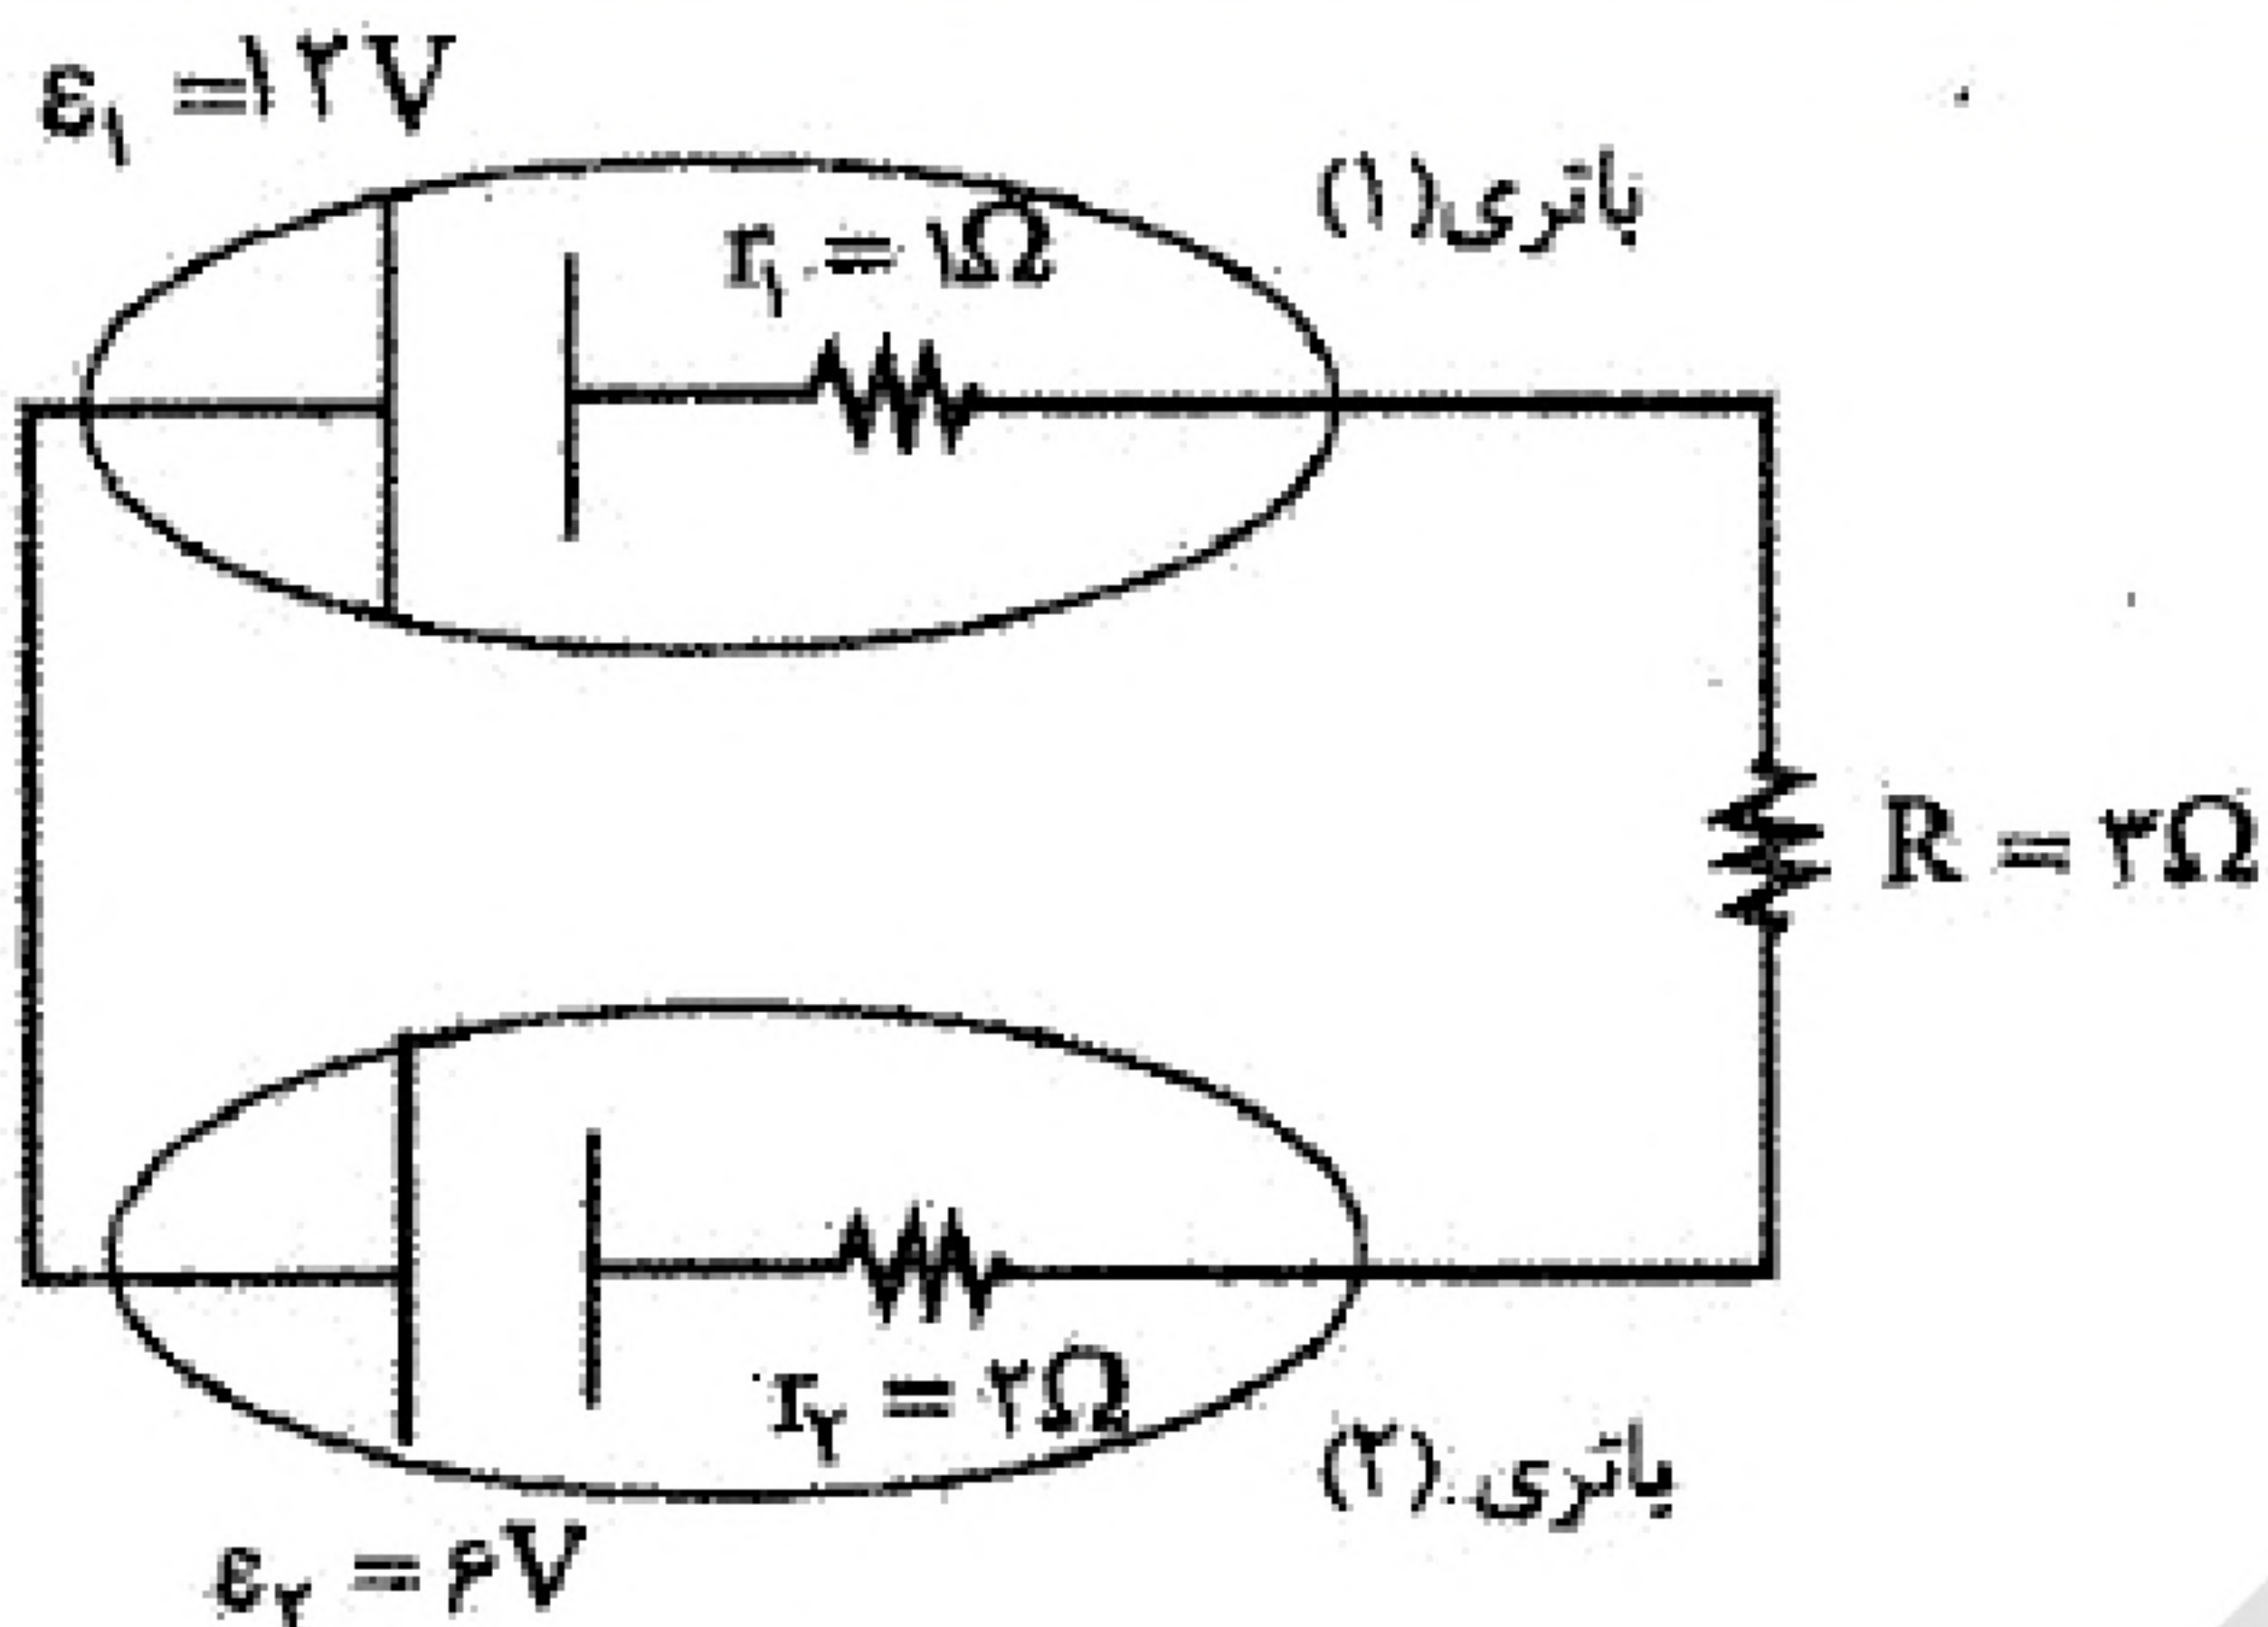 ε₁ =۱۲V
باتری(۱)
r₁ = ۱Ω
R = ۳Ω
r₂ = ۲Ω
باتری (۲)
ε₂ = ۶V